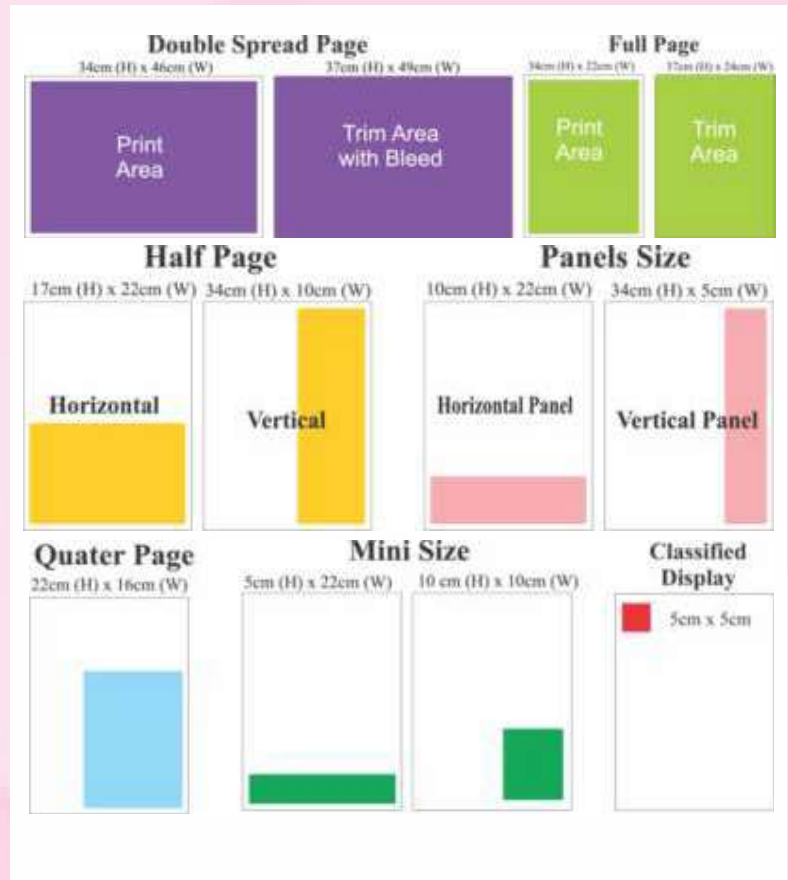 Double Spread Page
34cm (H) x 46cm (W)
37cm (H) x 49cm (W)
Print
Area
Trim Area
with Bleed
Full Page
34cm (H) x 22cm (W)
37cm (H) x 24cm (W)
Print
Area
Trim
Area
Half Page
17cm (H) x 22cm (W)
34cm (H) x 10cm (W)
Horizontal
Vertical
Panels Size
10cm (H) x 22cm (W)
34cm (H) x 5cm (W)
Horizontal Panel
Vertical Panel
Quater Page
22cm (H) x 16cm (W)
Mini Size
5cm (H) x 22cm (W)
10 cm (H) x 10cm (W)
Classified
Display
5cm x 5cm